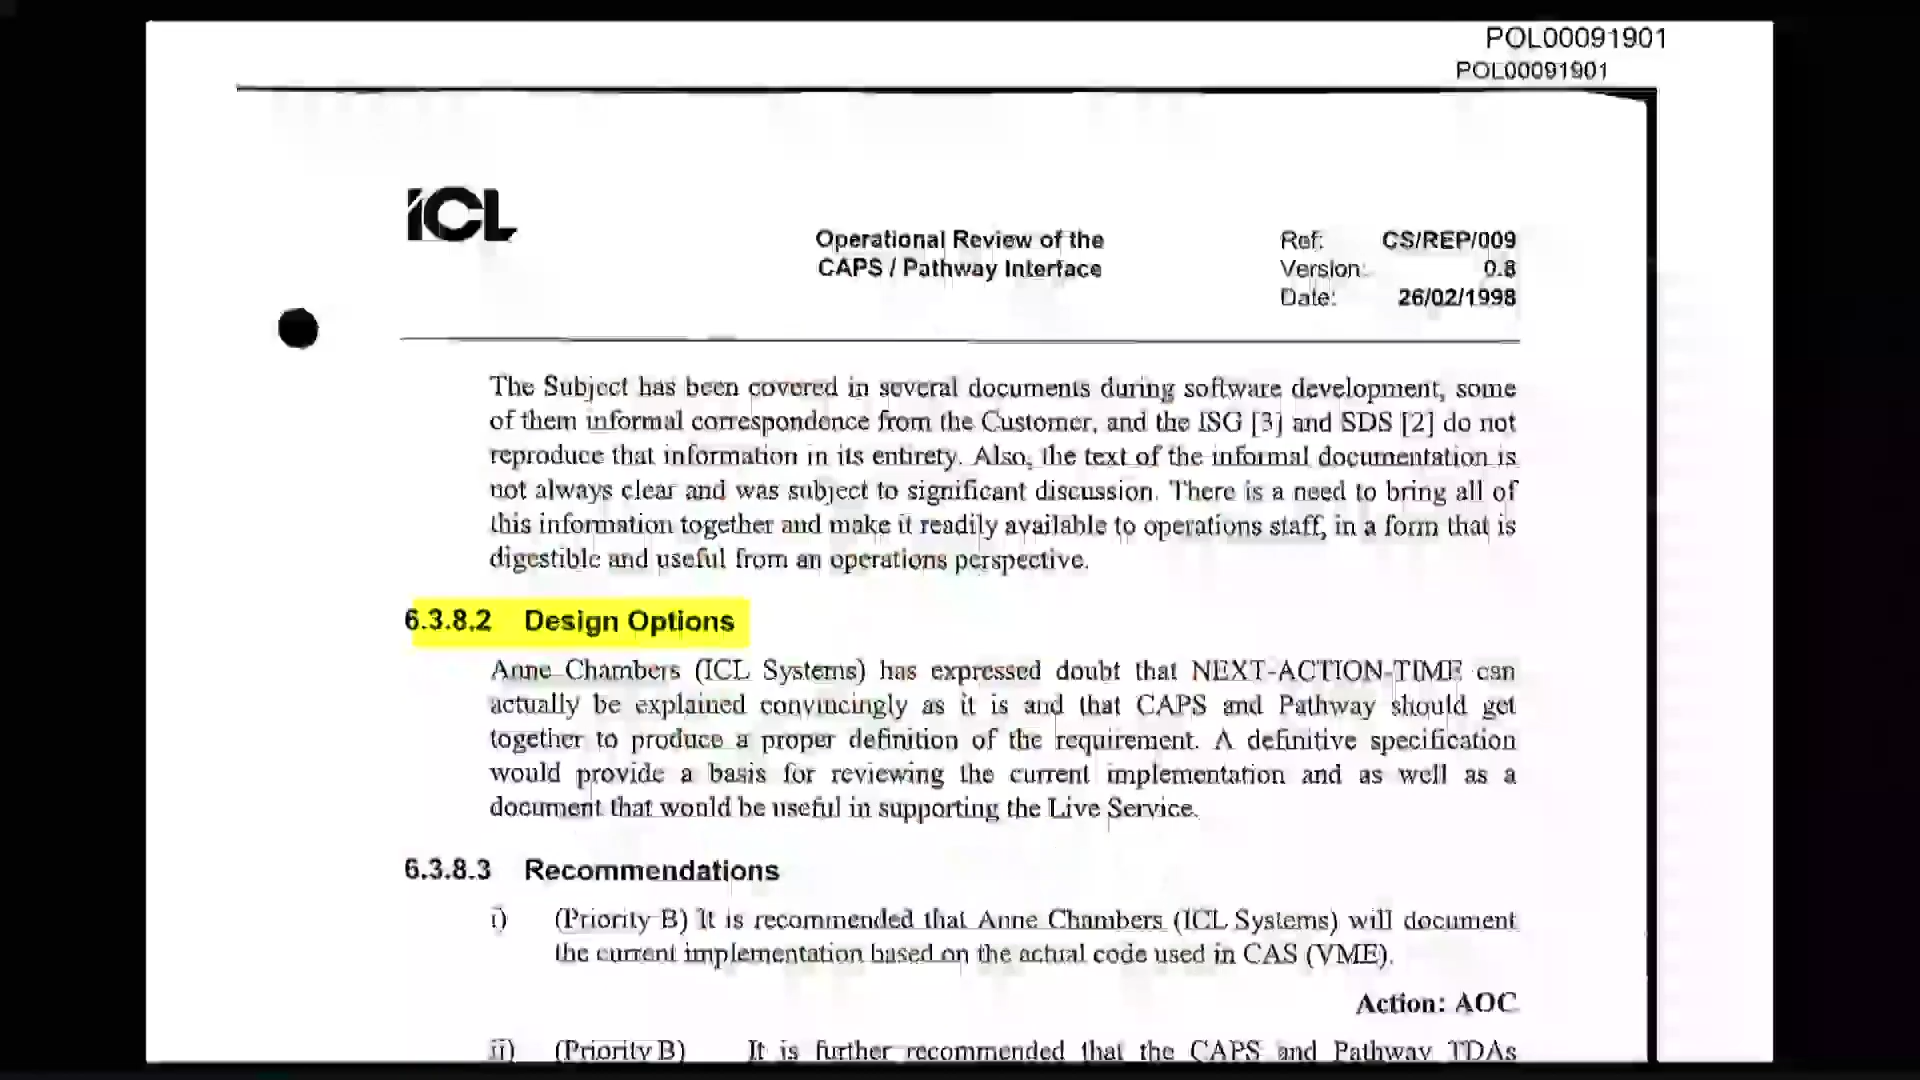 POL00091901
POL00091901
ICL
Operational Review of the
CAPS / Pathway Interface
Ref: CS/REP/009
Version: 0.8
Date: 26/02/1998
The Subject has been covered in several documents during software development, some
of them informal correspondence from the Customer, and the ISG [3] and SDS [2] do not
reproduce that information in its entirety. Also, the text of the informal documentation is
not always clear and was subject to significant discussion. There is a need to bring all of
this information together and make it readily available to operations staff, in a form that is
digestible and useful from an operations perspective.
6.3.8.2 Design Options
Anne Chambers (ICL Systems) has expressed doubt that NEXT-ACTION-TIME can
actually be explained convincingly as it is and that CAPS and Pathway should get
together to produce a proper definition of the requirement. A definitive specification
would provide a basis for reviewing the current implementation and as well as a
document that would be useful in supporting the Live Service.
6.3.8.3 Recommendations
i) (Priority B) It is recommended that Anne Chambers (ICL Systems) will document
the current implementation based on the actual code used in CAS (VME).
Action: AOC
ii) (Priority B) It is further recommended that the CAPS and Pathway TDAs